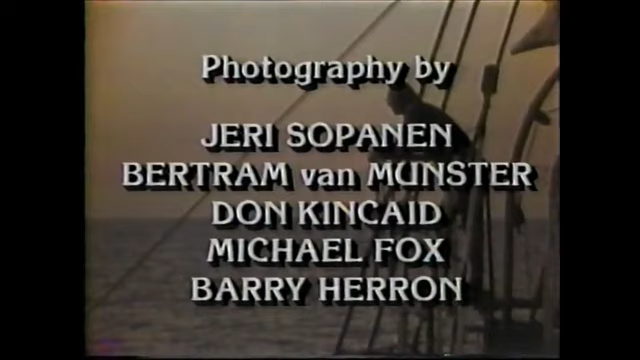 Photography by
JERI SOPANEN
BERTRAM van MUNSTER
DON KINCAID
MICHAEL FOX
BARRY HERRON